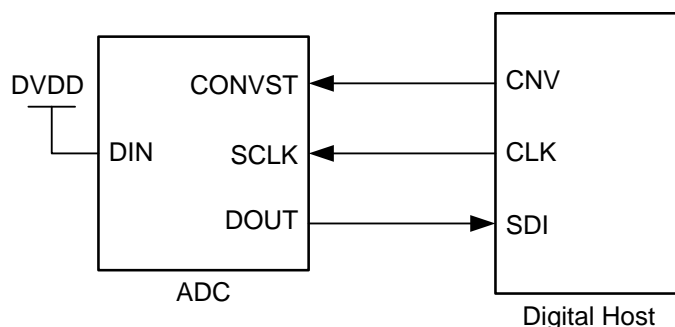 DVDD
DIN
CONVST
SCLK
DOUT
ADC
CNV
CLK
SDI
Digital Host